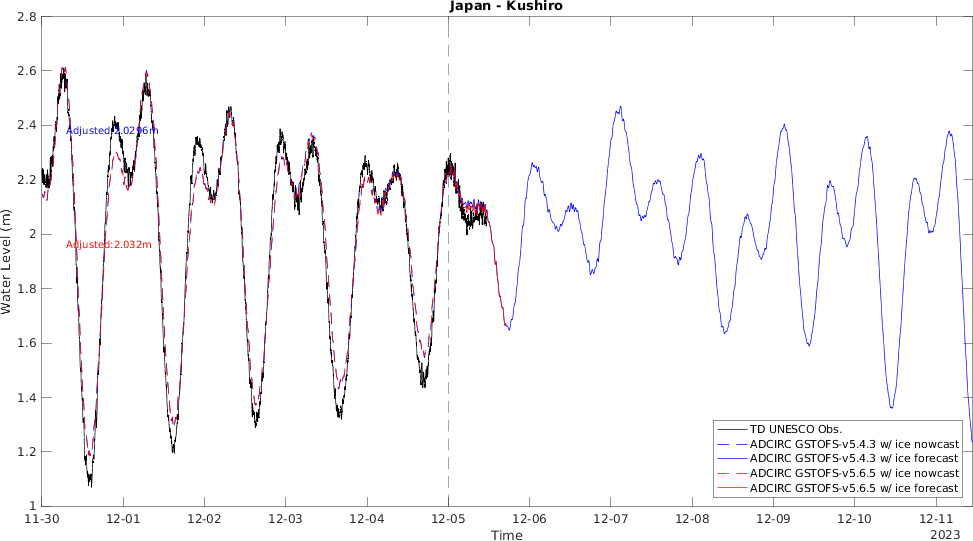 Japan - Kushiro
2.8
2.6
2.4
2.2
2
1.8
1.6
1.4
1.2
1
Water Level (m)
Adjusted:2.0296m
Adjusted:2.032m
TD UNESCO Obs.
ADCIRC GSTOFS-v5.4.3 w/ ice nowcast
ADCIRC GSTOFS-v5.4.3 w/ ice forecast
ADCIRC GSTOFS-v5.6.5 w/ ice nowcast
ADCIRC GSTOFS-v5.6.5 w/ ice forecast
11-30 12-01 12-02 12-03 12-04 12-05 12-06 12-07 12-08 12-09 12-10 12-11
2023
Time